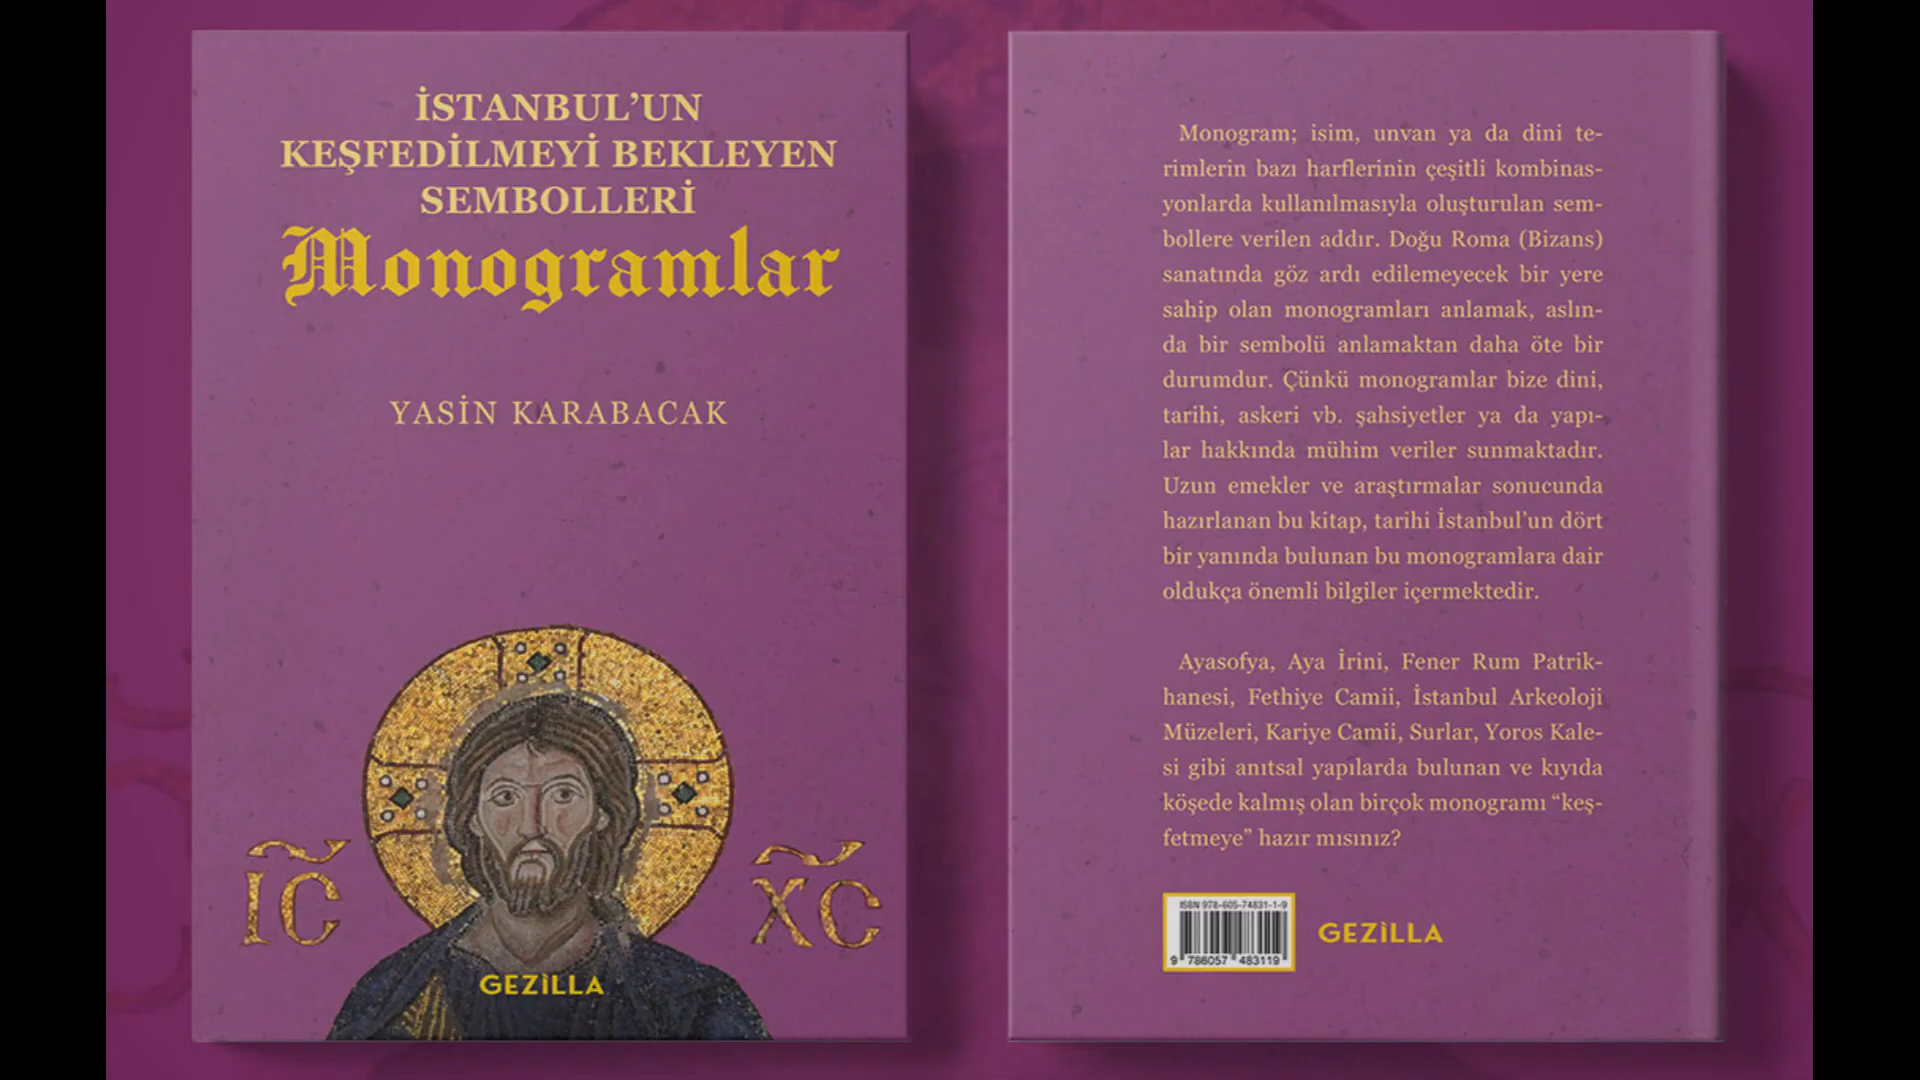 İSTANBUL’UN
KEŞFEDİLMEYİ BEKLEYEN
SEMBOLLERİ
Monogramlar
YASİN KARABACAK
IC
XC
GEZİLLA
Monogram; isim, unvan ya da dini te-
rimlerin bazı harflerinin çeşitli kombinas-
yonlarda kullanılmasıyla oluşturulan sem-
bollere verilen addır. Doğu Roma (Bizans)
sanatında göz ardı edilemeyecek bir yere
sahip olan monogramları anlamak, aslın-
da bir sembolü anlamaktan daha öte bir
durumdur. Çünkü monogramlar bize dini,
tarihi, askeri vb. şahsiyetler ya da yapı-
lar hakkında mühim veriler sunmaktadır.
Uzun emekler ve araştırmalar sonucunda
hazırlanan bu kitap, tarihi İstanbul’un dört
bir yanında bulunan bu monogramlara dair
oldukça önemli bilgiler içermektedir.
Ayasofya, Aya İrini, Fener Rum Patrik-
hanesi, Fethiye Camii, İstanbul Arkeoloji
Müzeleri, Kariye Camii, Surlar, Yoros Kale-
si gibi anıtsal yapılarda bulunan ve kıyıda
köşede kalmış olan birçok monogramı “keş-
fetmeye” hazır mısınız?
ISBN 978-605-74831-1-9
9 786057 483119
GEZİLLA